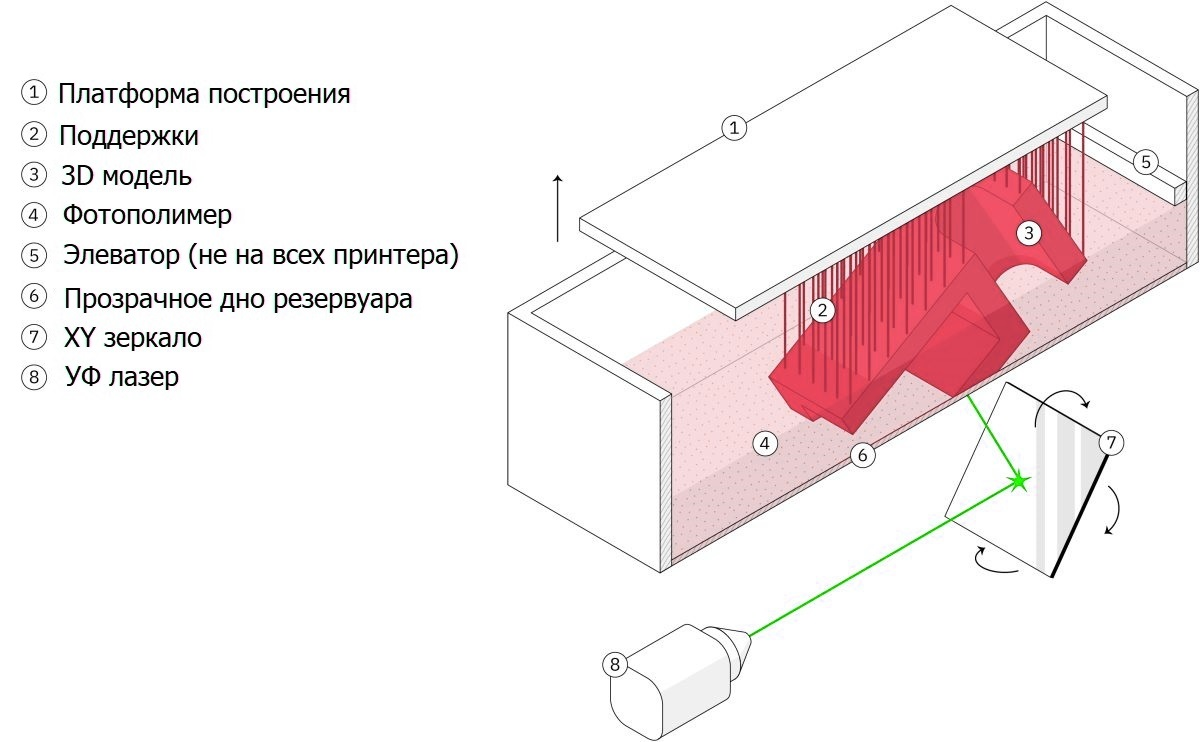 1 Платформа построения
2 Поддержки
3 3D модель
4 Фотополимер
5 Элеватор (не на всех принтера)
6 Прозрачное дно резервуара
7 XY зеркало
8 УФ лазер
1
5
3
2
4
6
7
8